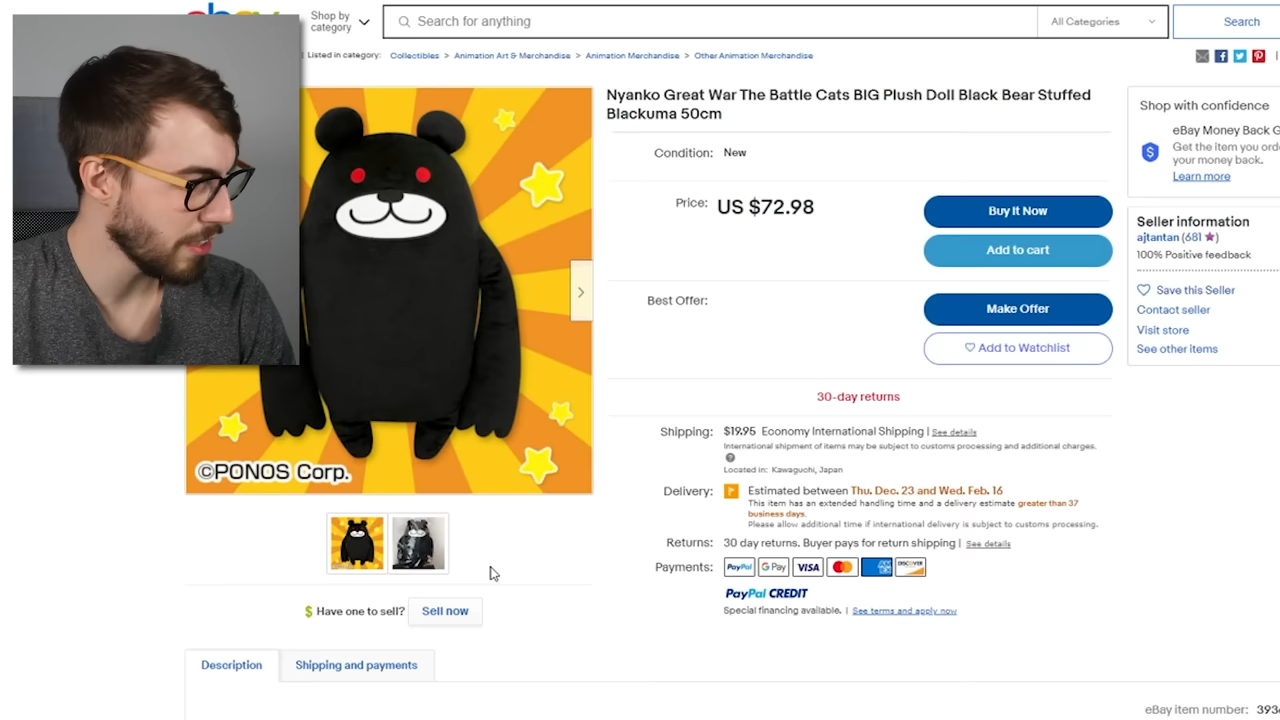 Shop by
category
Search for anything
All Categories
Search
Listed in category:
Collectibles > Animation Art & Merchandise > Animation Merchandise > Other Animation Merchandise
Nyanko Great War The Battle Cats BIG Plush Doll Black Bear Stuffed
Blackuma 50cm
Condition: New
Price: US $72.98
Buy It Now
Add to cart
Best Offer:
Make Offer
Add to Watchlist
30-day returns
Shipping: $19.95 Economy International Shipping | See details
International shipment of items may be subject to customs processing and additional charges.
Located in: Kawaguchi, Japan
Delivery: Estimated between Thu. Dec. 23 and Wed. Feb. 16
This item has an extended handling time and a delivery estimate greater than 37
business days.
Please allow additional time if international delivery is subject to customs processing.
Returns: 30 day returns. Buyer pays for return shipping | See details
Payments: PayPal G Pay VISA DISCOVER
PayPal CREDIT
Special financing available. | See terms and apply now
Shop with confidence
eBay Money Back G
Get the item you ord
your money back.
Learn more
Seller information
ajtantan (681)
100% Positive feedback
Save this Seller
Contact seller
Visit store
See other items
©PONOS Corp.
$ Have one to sell? Sell now
Description
Shipping and payments
eBay item number: 393